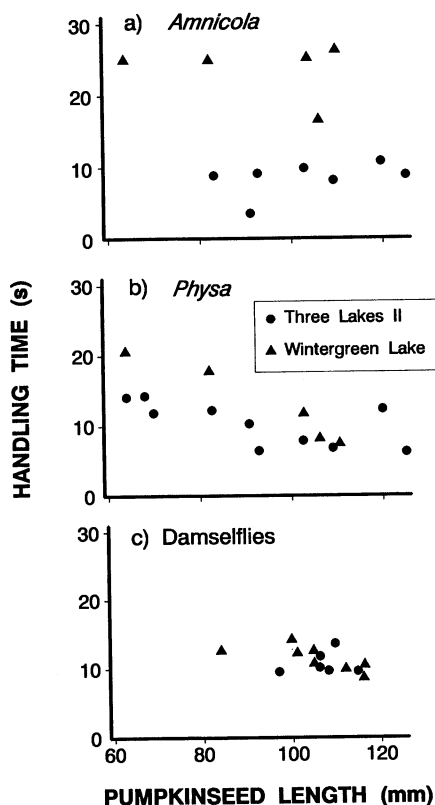 a) Amnicola
30
20
10
0
b) Physa
30
20
10
0
Three Lakes II
Wintergreen Lake
HANDLING TIME (s)
c) Damselflies
30
20
10
0
60 80 100 120
PUMPKINSEED LENGTH (mm)